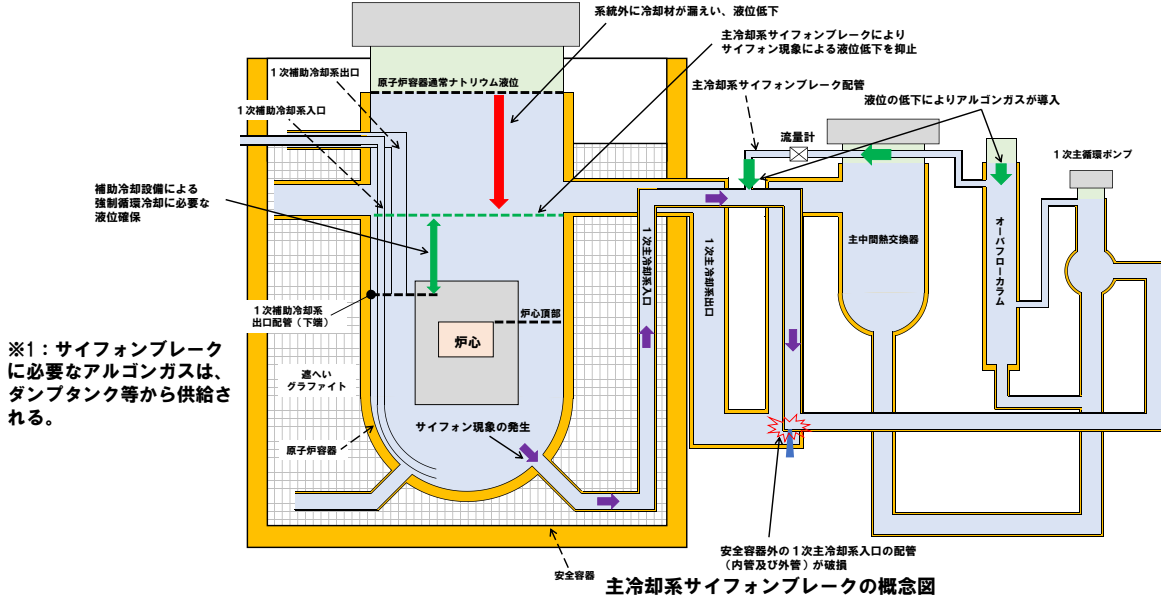 系統外に冷却材が漏えい、液位低下
主冷却系サイフォンブレークにより
サイフォン現象による液位低下を抑止
1次補助冷却系出口
原子炉容器通常ナトリウム液位
主冷却系サイフォンブレーク配管
液位の低下によりアルゴンガスが導入
1次補助冷却系入口
流量計
1次主循環ポンプ
補助冷却設備による
強制循環冷却に必要な
液位確保
1次主冷却系入口
1次主冷却系出口
主中間熱交換器
オーバフローカラム
1次補助冷却系
出口配管(下端)
炉心頂部
炉心
※1:サイフォンブレーク
に必要なアルゴンガスは、
ダンプタンク等から供給さ
れる。
遮へい
グラファイト
サイフォン現象の発生
原子炉容器
安全容器外の1次主冷却系入口の配管
(内管及び外管)が破損
安全容器
主冷却系サイフォンブレークの概念図